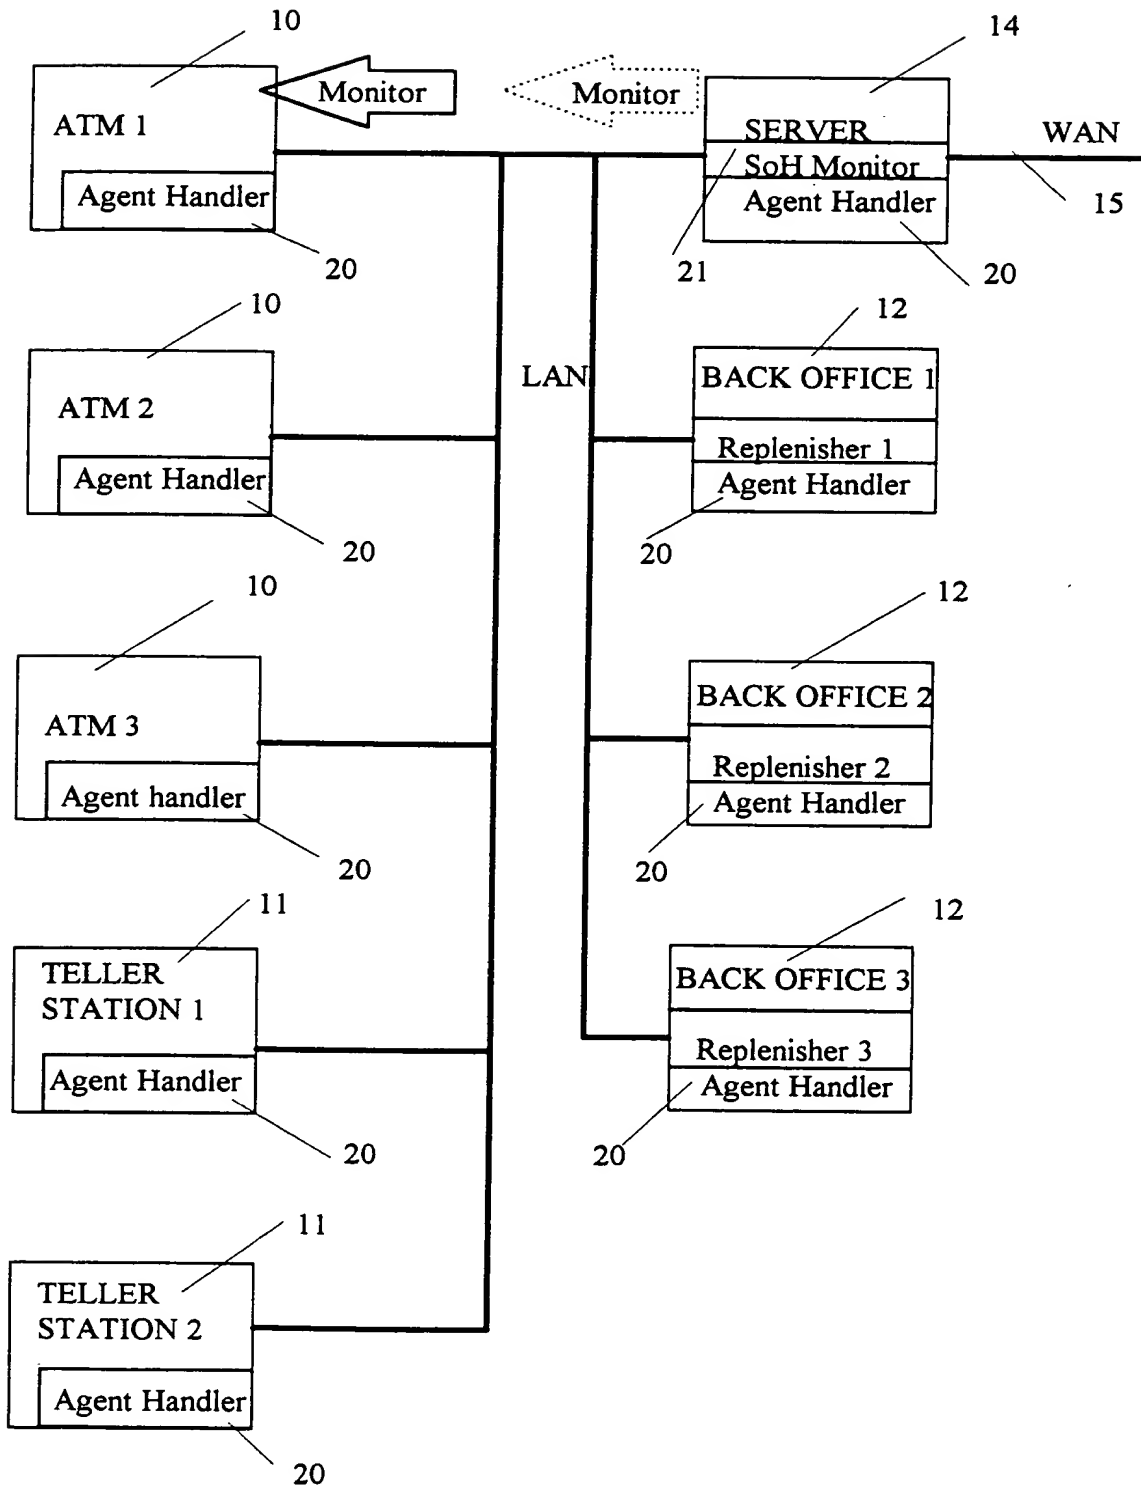 10
14
Monitor
Monitor
ATM 1
SERVER
WAN
SoH Monitor
Agent Handler
Agent Handler
15
20
21
20
10
12
LAN
BACK OFFICE 1
ATM 2
Replenisher 1
Agent Handler
Agent Handler
20
20
10
12
BACK OFFICE 2
ATM 3
Replenisher 2
Agent handler
Agent Handler
20
20
11
12
TELLER
STATION 1
BACK OFFICE 3
Replenisher 3
Agent Handler
Agent Handler
20
20
11
TELLER
STATION 2
Agent Handler
20